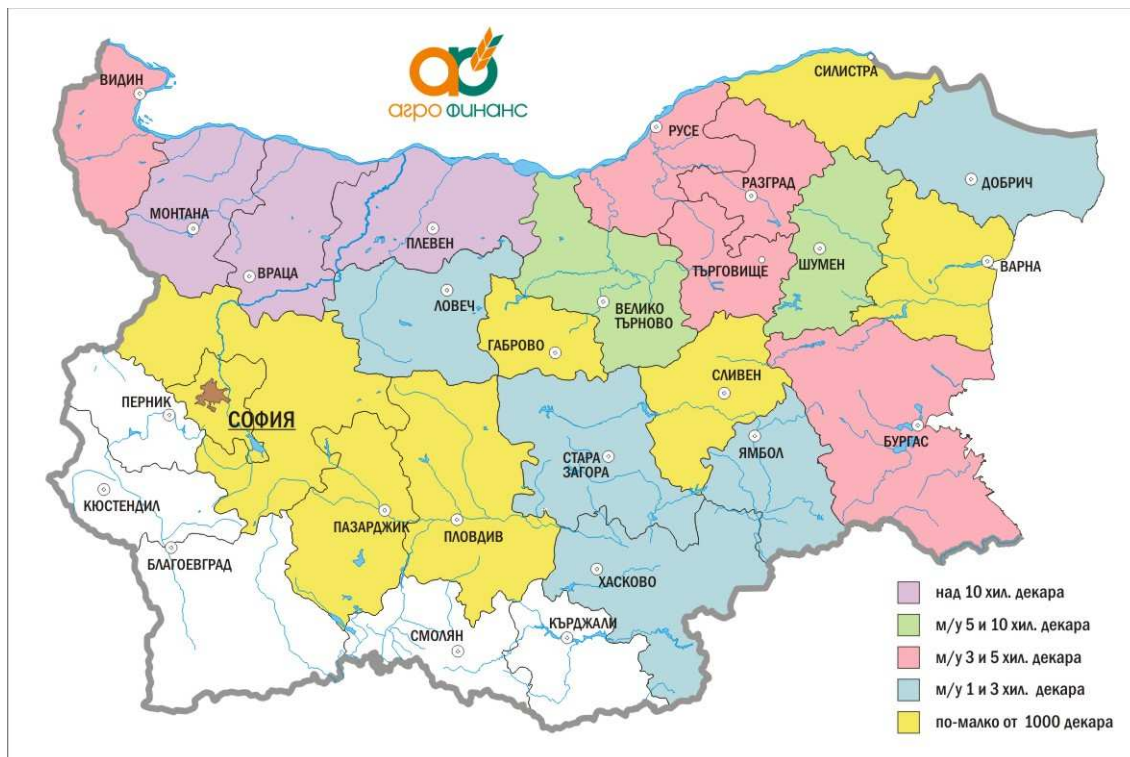 агро финанс
ВИДИН
СИЛИСТРА
РУСЕ
ДОБРИЧ
РАЗГРАД
МОНТАНА
ПЛЕВЕН
ВРАЦА
ТЪРГОВИЩЕ
ШУМЕН
ВАРНА
ЛОВЕЧ
ВЕЛИКО
ТЪРНОВО
ГАБРОВО
СЛИВЕН
ПЕРНИК
СОФИЯ
БУРГАС
ЯМБОЛ
СТАРА
ЗАГОРА
КЮСТЕНДИЛ
ПАЗАРДЖИК
ПЛОВДИВ
БЛАГОЕВГРАД
ХАСКОВО
СМОЛЯН
КЪРДЖАЛИ
над 10 хил. декара
м/у 5 и 10 хил. декара
м/у 3 и 5 хил. декара
м/у 1 и 3 хил. декара
по-малко от 1000 декара